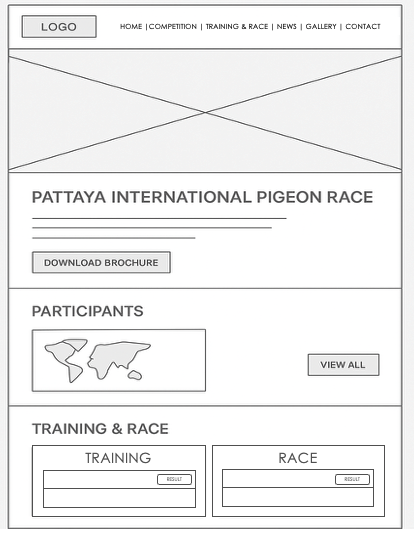 LOGO
HOME |COMPETITION | TRAINING & RACE | NEWS | GALLERY | CONTACT
PATTAYA INTERNATIONAL PIGEON RACE
DOWNLOAD BROCHURE
PARTICIPANTS
VIEW ALL
TRAINING & RACE
TRAINING
RESULT
RACE
RESULT